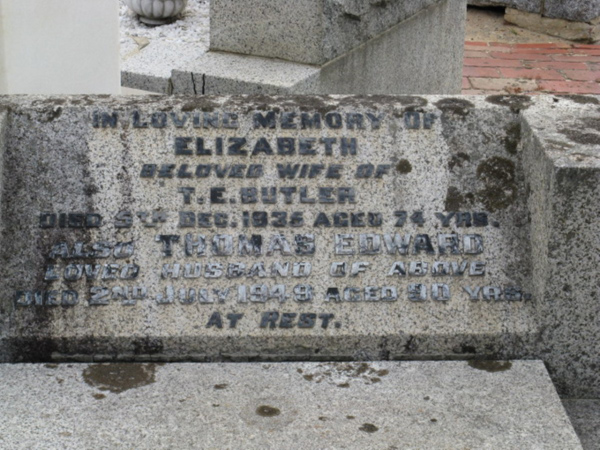 IN LOVING MEMORY OF
ELIZABETH
BELOVED WIFE OF
T. E. BUTLER
DIED 5TH DEC. 1935 AGED 74 YRS.
ALSO THOMAS EDWARD
LOVED HUSBAND OF ABOVE.
DIED 2ND JULY 1949 AGED 90 YRS.
AT REST.